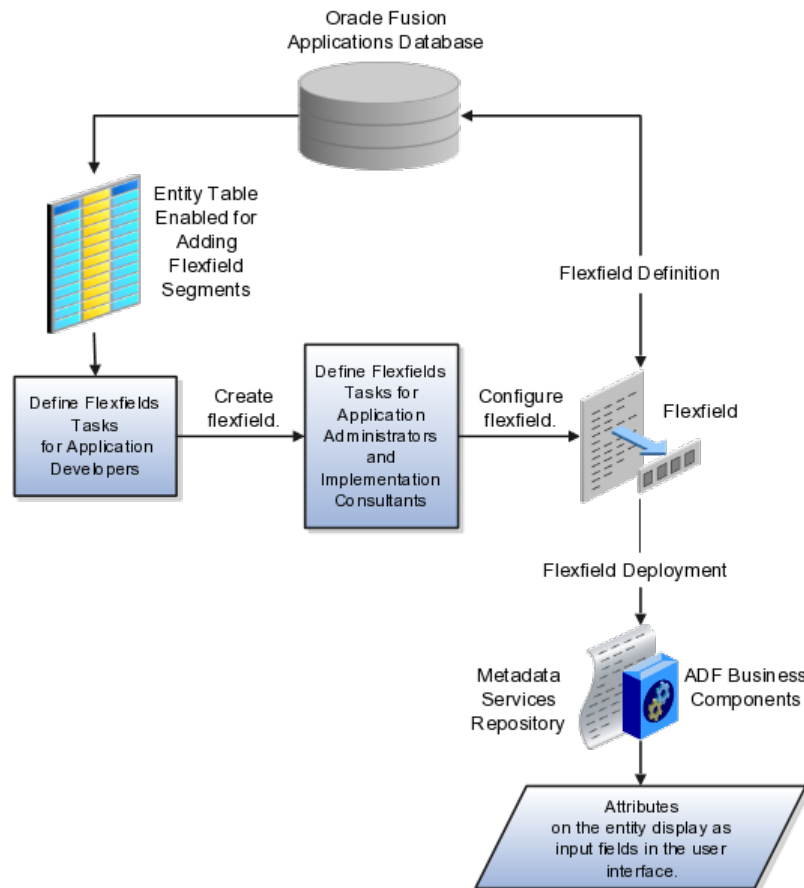 Oracle Fusion
Applications Database
Entity Table
Enabled for
Adding
Flexfield
Segments
Flexfield Definition
Define Flexfields
Tasks
for Application
Developers
Create
flexfield.
Define Flexfields
Tasks for
Application
Administrators
and
Implementation
Consultants
Configure
flexfield.
Flexfield
Flexfield Deployment
Metadata
Services
Repository
ADF Business
Components
Attributes
on the entity display as
input fields in the user
interface.